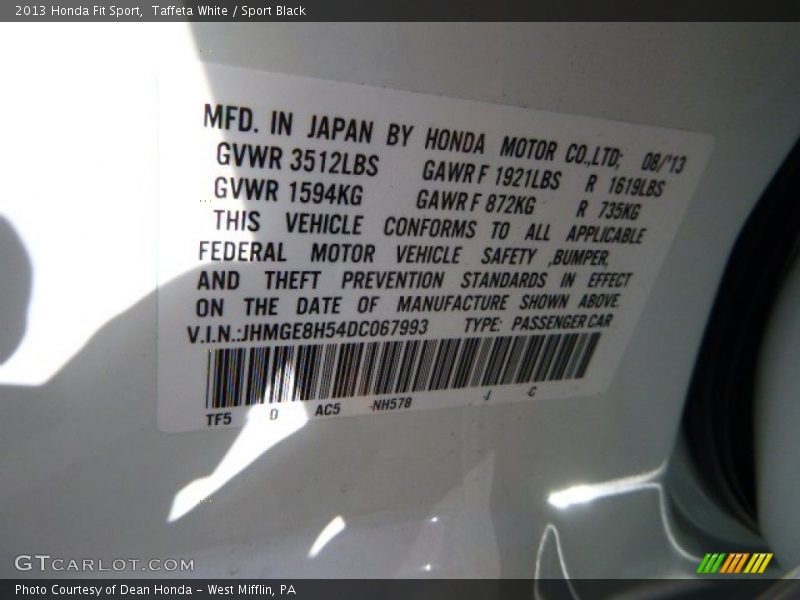 2013 Honda Fit Sport, Taffeta White / Sport Black
MFD. IN JAPAN BY HONDA MOTOR CO.,LTD; 08/'13
GVWR 3512LBS GAWR F 1921LBS R 1619LBS
GVWR 1594KG GAWR F 872KG R 735KG
THIS VEHICLE CONFORMS TO ALL APPLICABLE
FEDERAL MOTOR VEHICLE SAFETY ,BUMPER,
AND THEFT PREVENTION STANDARDS IN EFFECT
ON THE DATE OF MANUFACTURE SHOWN ABOVE
V.I.N.:JHMGE8H54DC067993 TYPE: PASSENGER CAR
TF5 D AC5 -NH578 -J C
GTCARLOT.COM
Photo Courtesy of Dean Honda - West Mifflin, PA